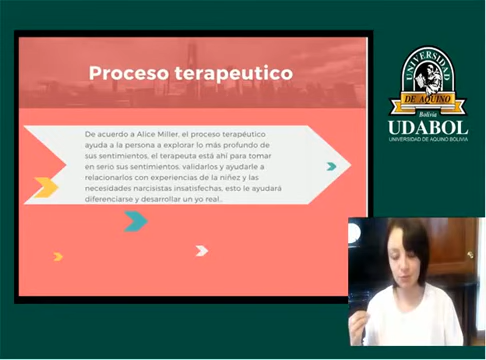 Proceso terapeutico
De acuerdo a Alice Miller, el proceso terapéutico
ayuda a la persona a explorar lo más profundo de
sus sentimientos, el terapeuta está ahí para tomar
en serio sus sentimientos, validarlos y ayudarle a
relacionarlos con experiencias de la niñez y las
necesidades narcisistas insatisfechas, esto le ayudará
diferenciarse y desarrollar un yo real..
UNIVERSIDAD
DE AQUINO
Bolivia
UDABOL
UNIVERSIDAD DE AQUINO BOLIVIA